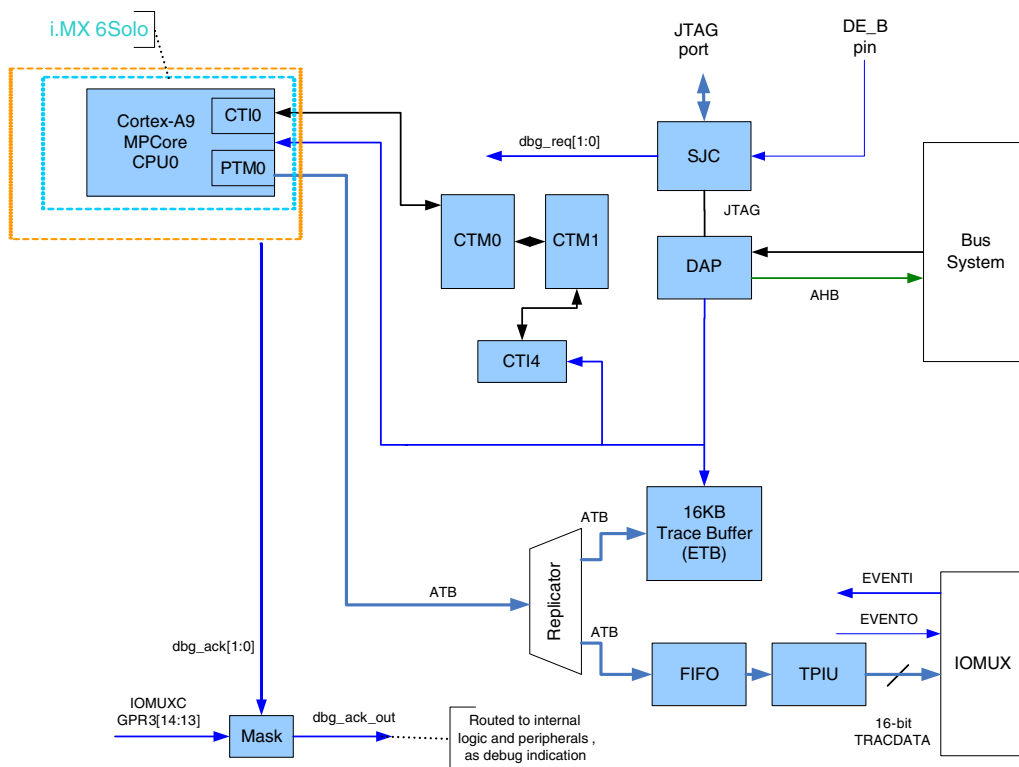 i.MX 6Solo
JTAG
port
DE_B
pin
Cortex-A9
MPCore
CPU0
CTI0
PTM0
dbg_req[1:0]
SJC
JTAG
CTM0
CTM1
DAP
AHB
Bus
System
CTI4
16KB
Trace Buffer
(ETB)
ATB
ATB
Replicator
ATB
EVENTI
EVENTO
IOMUX
FIFO
TPIU
16-bit
TRACDATA
dbg_ack[1:0]
IOMUXC
GPR3[14:13]
Mask
dbg_ack_out
Routed to internal
logic and peripherals ,
as debug indication